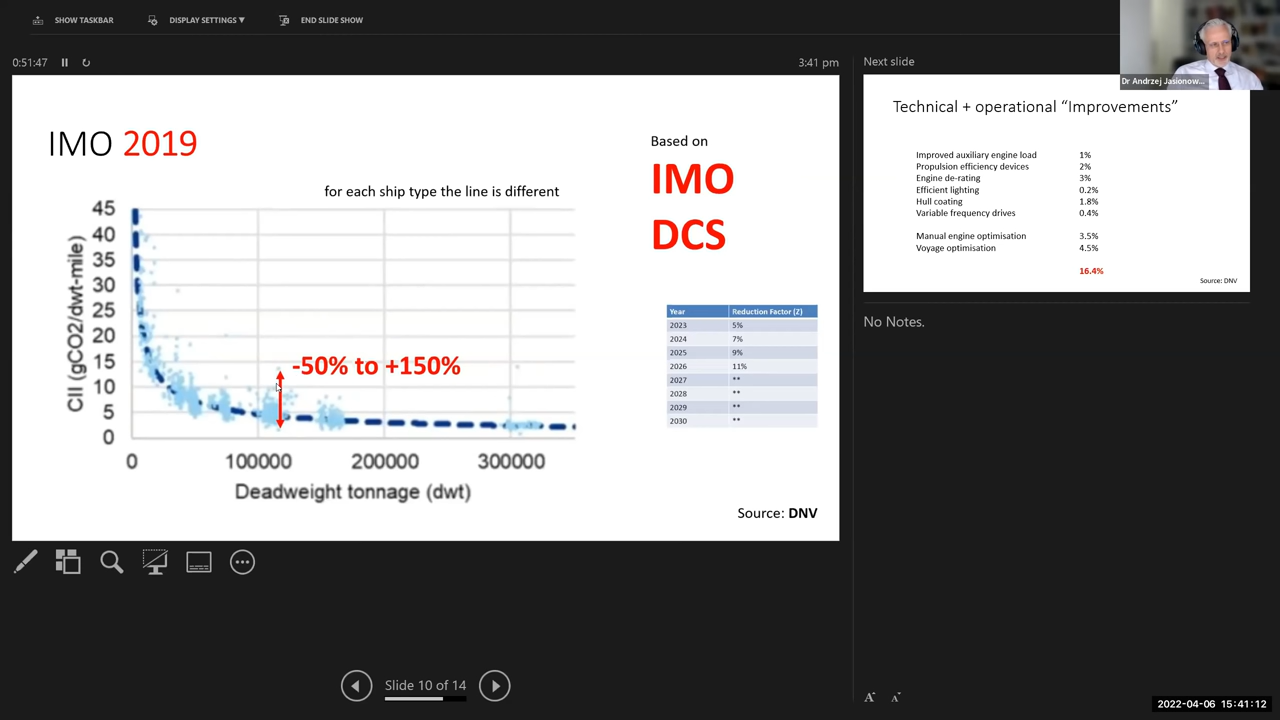 SHOW TASKBAR
DISPLAY SETTINGS ▼
END SLIDE SHOW
0:51:47
3:41 pm
IMO 2019
for each ship type the line is different
CII (gCO2/dwt-mile)
45
40
35
30
25
20
15
10
5
0
-50% to +150%
0 100000 200000 300000
Deadweight tonnage (dwt)
Based on
IMO
DCS
Year Reduction Factor (Z)
2023 5%
2024 7%
2025 9%
2026 11%
2027 **
2028 **
2029 **
2030 **
Source: DNV
Slide 10 of 14
Next slide
Dr Andrzej Jasionow...
Technical + operational “Improvements”
Improved auxiliary engine load 1%
Propulsion efficiency devices 2%
Engine de-rating 3%
Efficient lighting 0.2%
Hull coating 1.8%
Variable frequency drives 0.4%
Manual engine optimisation 3.5%
Voyage optimisation 4.5%
16.4%
Source: DNV
No Notes.
A A
2022-04-06 15:41:12